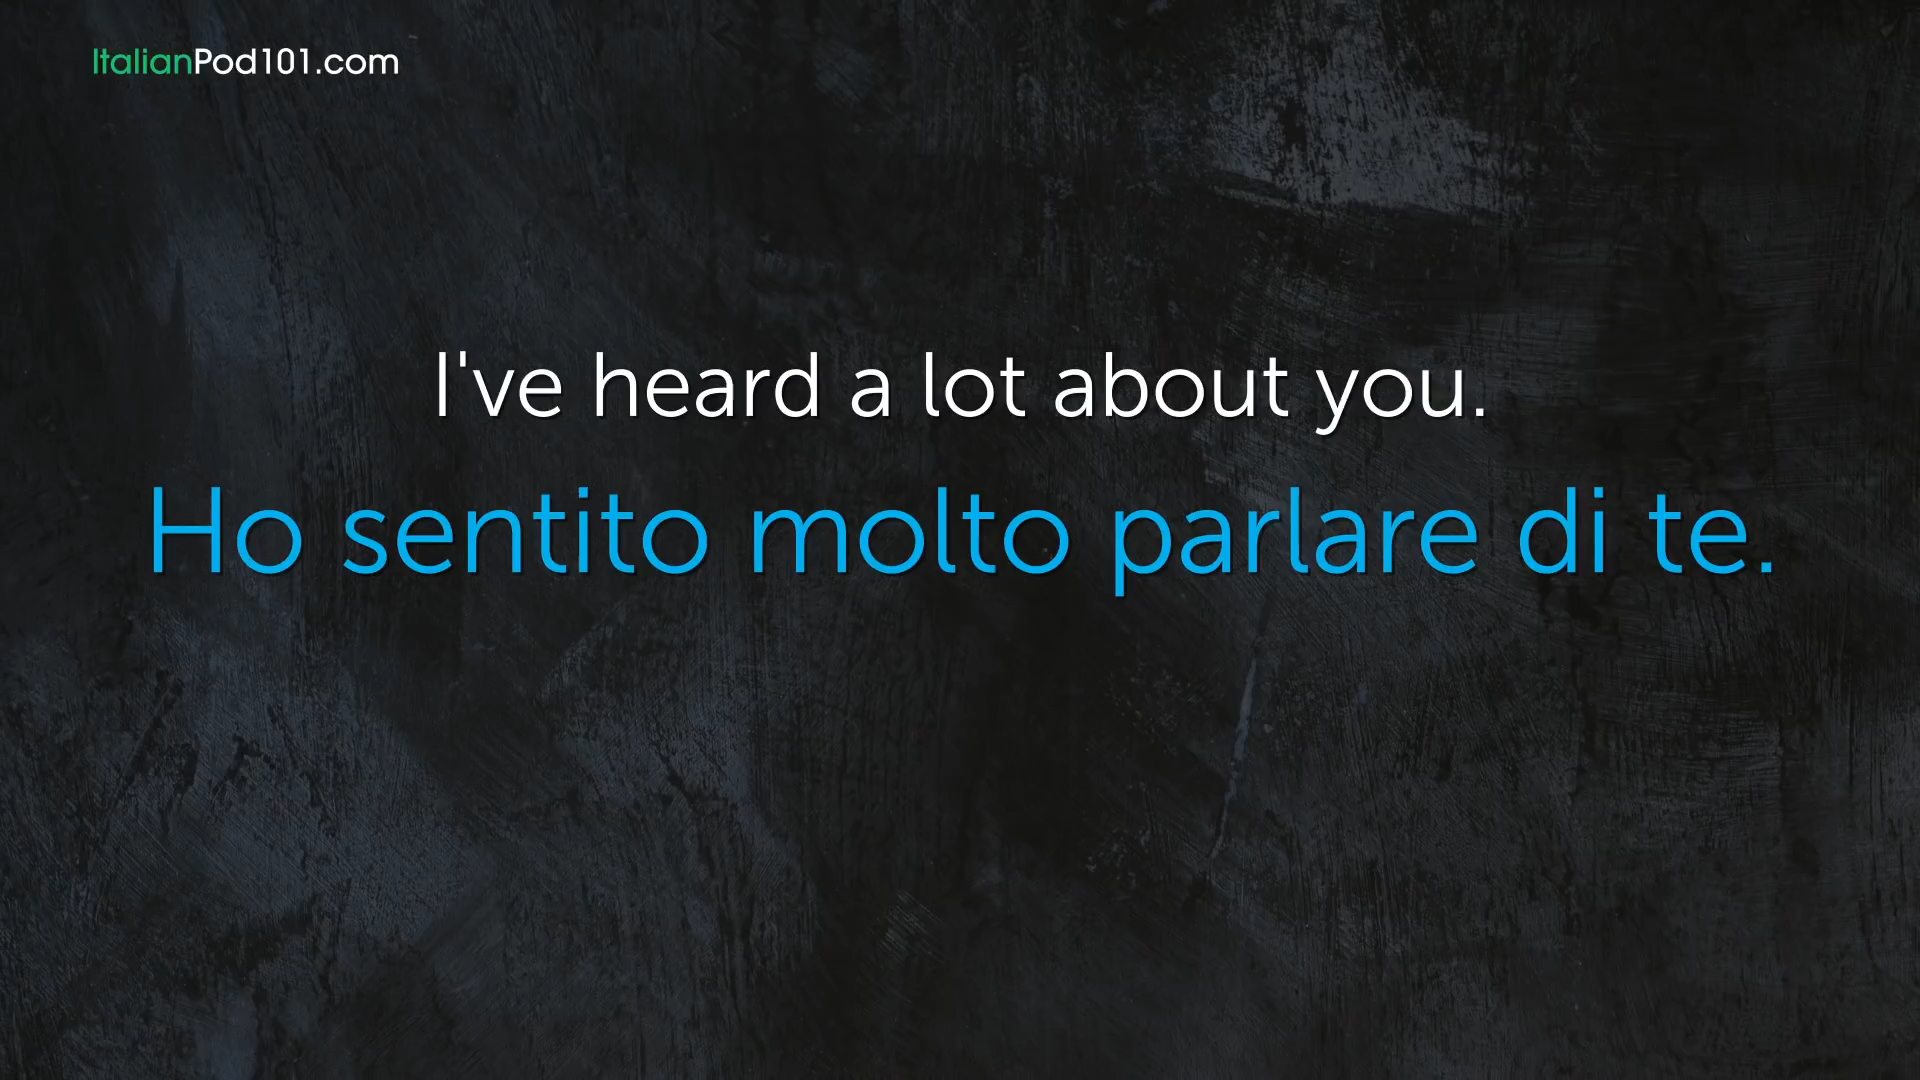 ItalianPod101.com
I've heard a lot about you.
Ho sentito molto parlare di te.